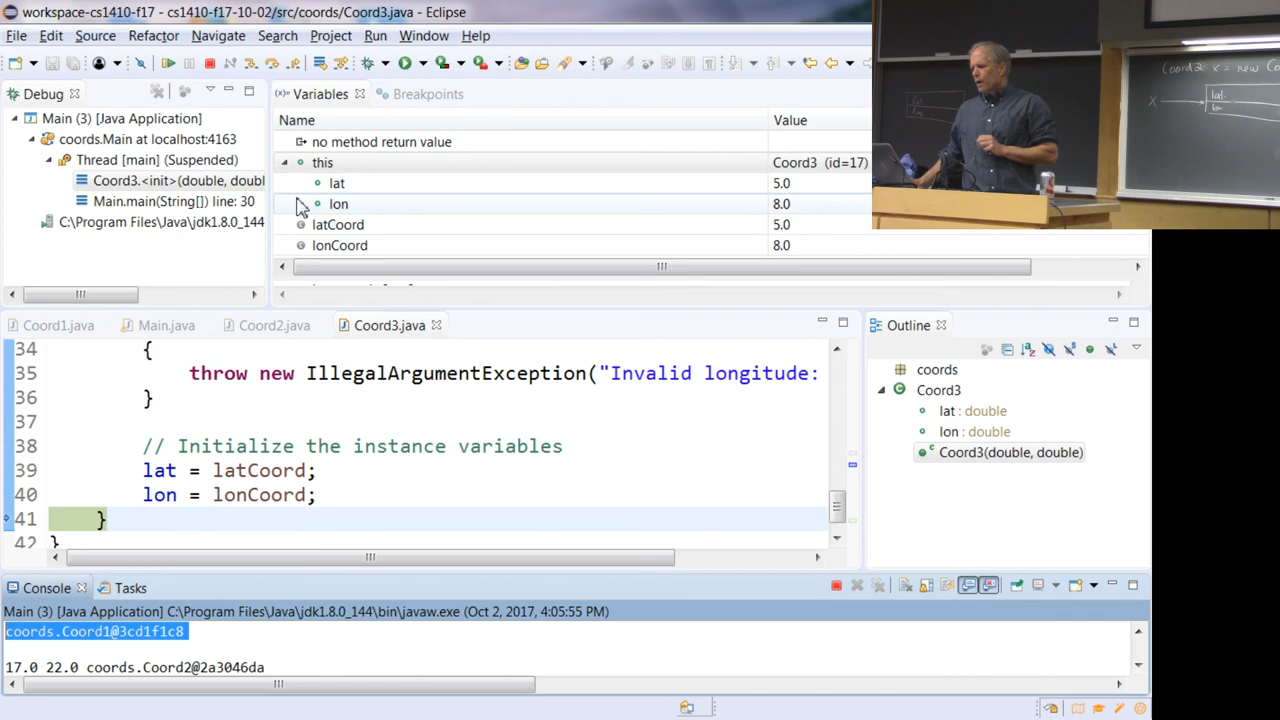 workspace-cs1410-f17 - cs1410-f17-10-02/src/coords/Coord3.java - Eclipse
File Edit Source Refactor Navigate Search Project Run Window Help
Debug
Variables Breakpoints
Main (3) [Java Application]
coords.Main at localhost:4163
Thread [main] (Suspended)
Coord3.<init>(double, doubl
Main.main(String[]) line: 30
C:\Program Files\Java\jdk1.8.0_144
Name Value
no method return value
this Coord3 (id=17)
lat 5.0
lon 8.0
latCoord 5.0
lonCoord 8.0
Coord2 x = new Co
X
lat
lon
Coord1.java Main.java Coord2.java Coord3.java
34 {
35 throw new IllegalArgumentException("Invalid longitude:
36 }
37
38 // Initialize the instance variables
39 lat = latCoord;
40 lon = lonCoord;
41 }
42 }
Outline
coords
Coord3
lat : double
lon : double
Coord3(double, double)
Console Tasks
Main (3) [Java Application] C:\Program Files\Java\jdk1.8.0_144\bin\javaw.exe (Oct 2, 2017, 4:05:55 PM)
coords.Coord1@3cd1f1c8
17.0 22.0 coords.Coord2@2a3046da